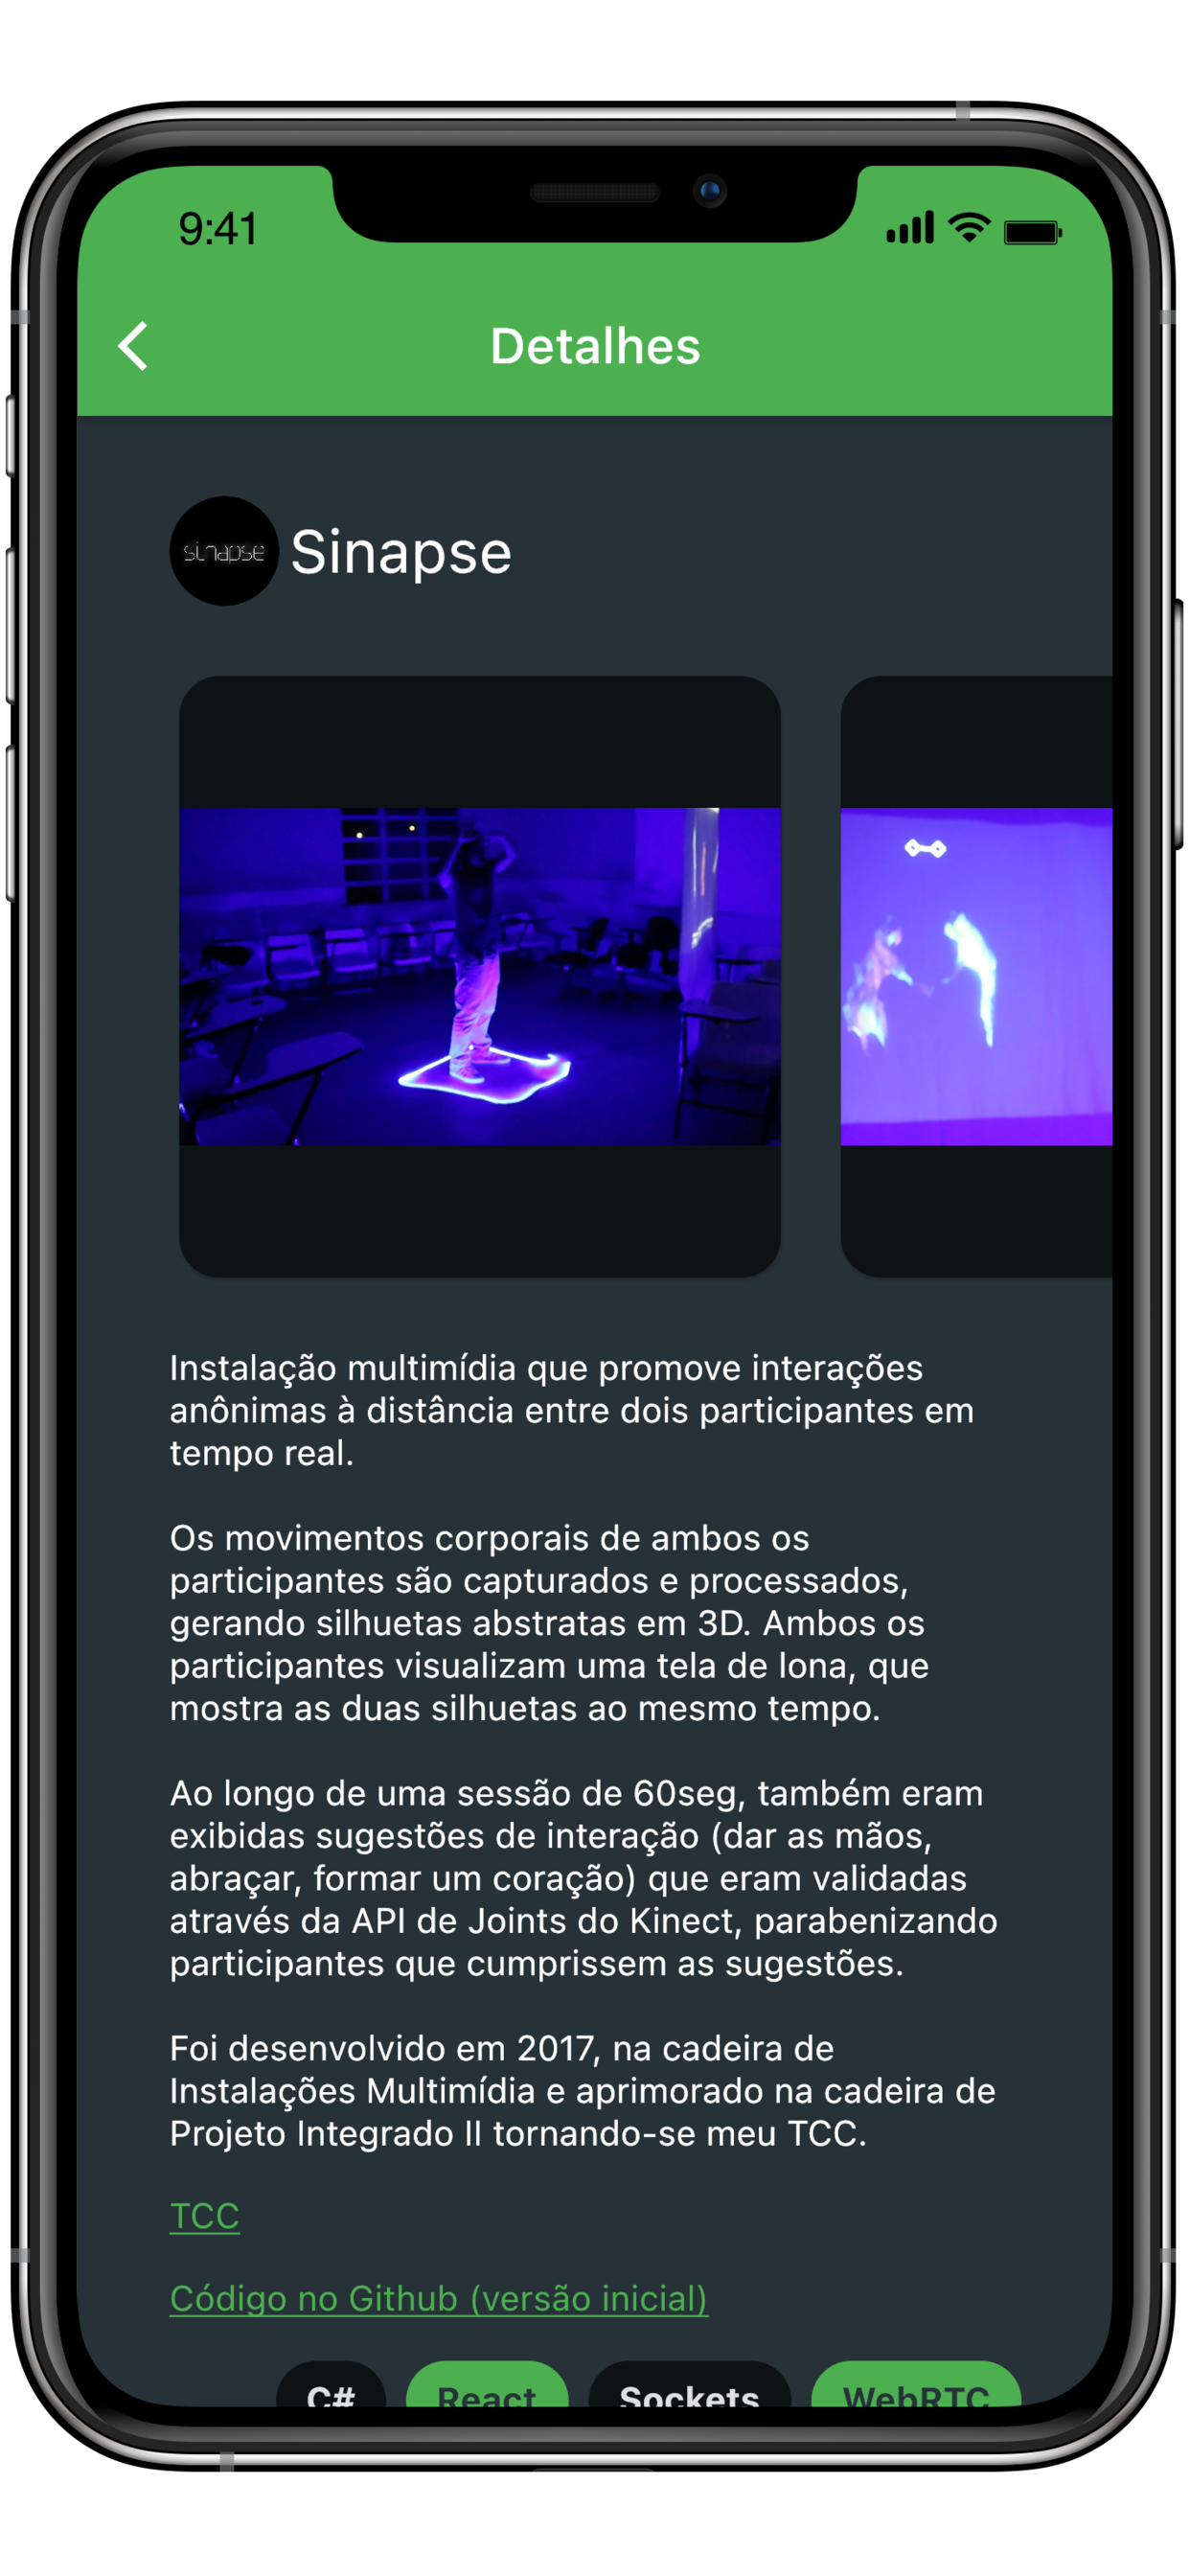 9:41
Detalhes
sinapse
Sinapse
Instalação multimídia que promove interações
anônimas à distância entre dois participantes em
tempo real.
Os movimentos corporais de ambos os
participantes são capturados e processados,
gerando silhuetas abstratas em 3D. Ambos os
participantes visualizam uma tela de lona, que
mostra as duas silhuetas ao mesmo tempo.
Ao longo de uma sessão de 60seg, também eram
exibidas sugestões de interação (dar as mãos,
abraçar, formar um coração) que eram validadas
através da API de Joints do Kinect, parabenizando
participantes que cumprissem as sugestões.
Foi desenvolvido em 2017, na cadeira de
Instalações Multimídia e aprimorado na cadeira de
Projeto Integrado II tornando-se meu TCC.
TCC
Código no Github (versão inicial)
C# React Sockets WebRTC